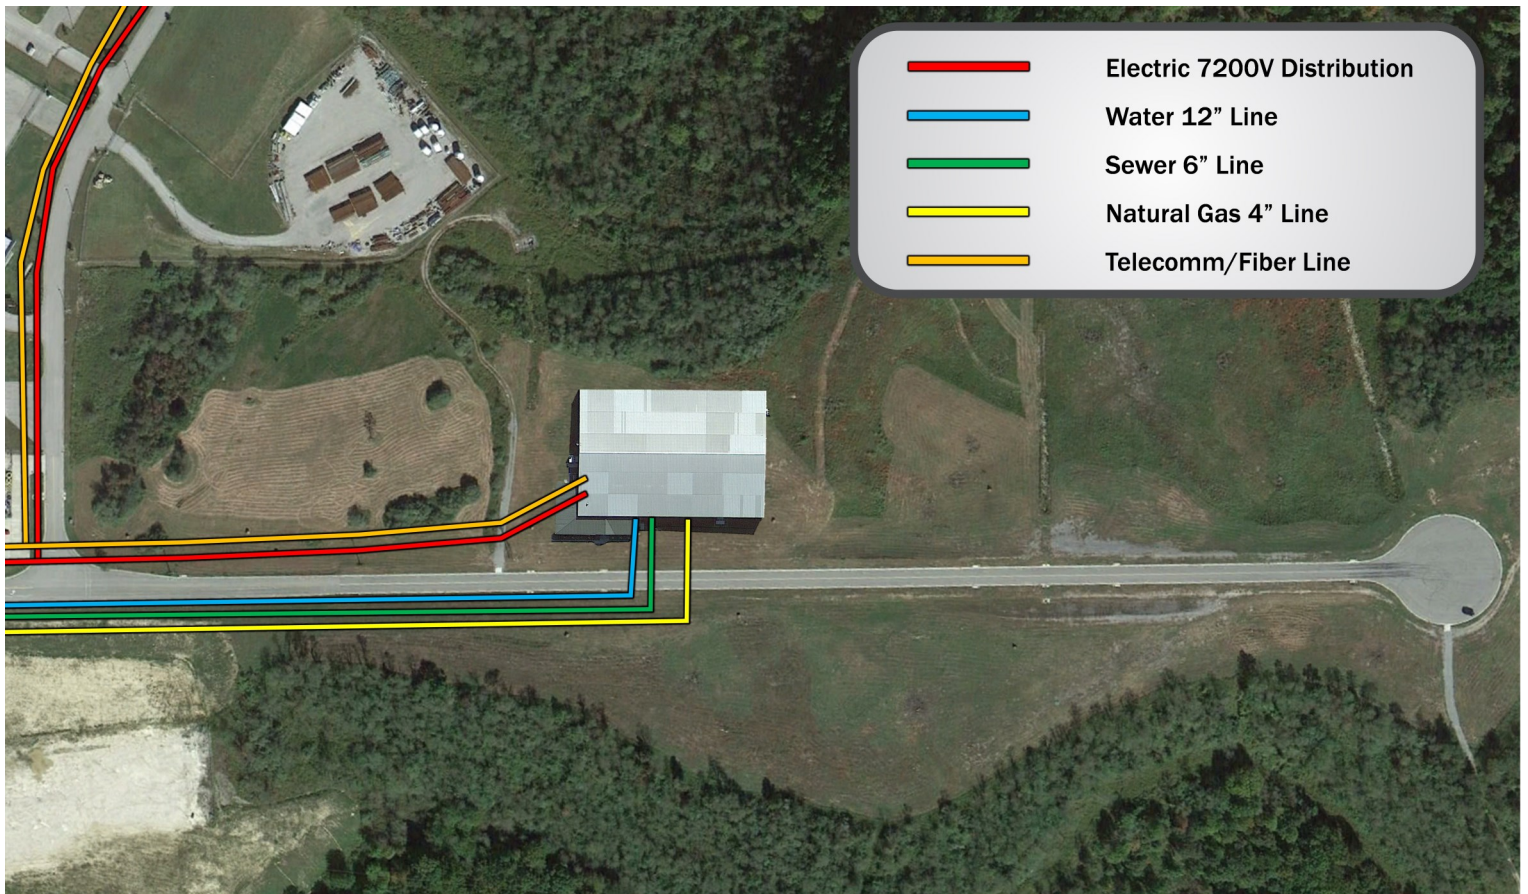 Electric 7200V Distribution
Water 12” Line
Sewer 6” Line
Natural Gas 4” Line
Telecomm/Fiber Line